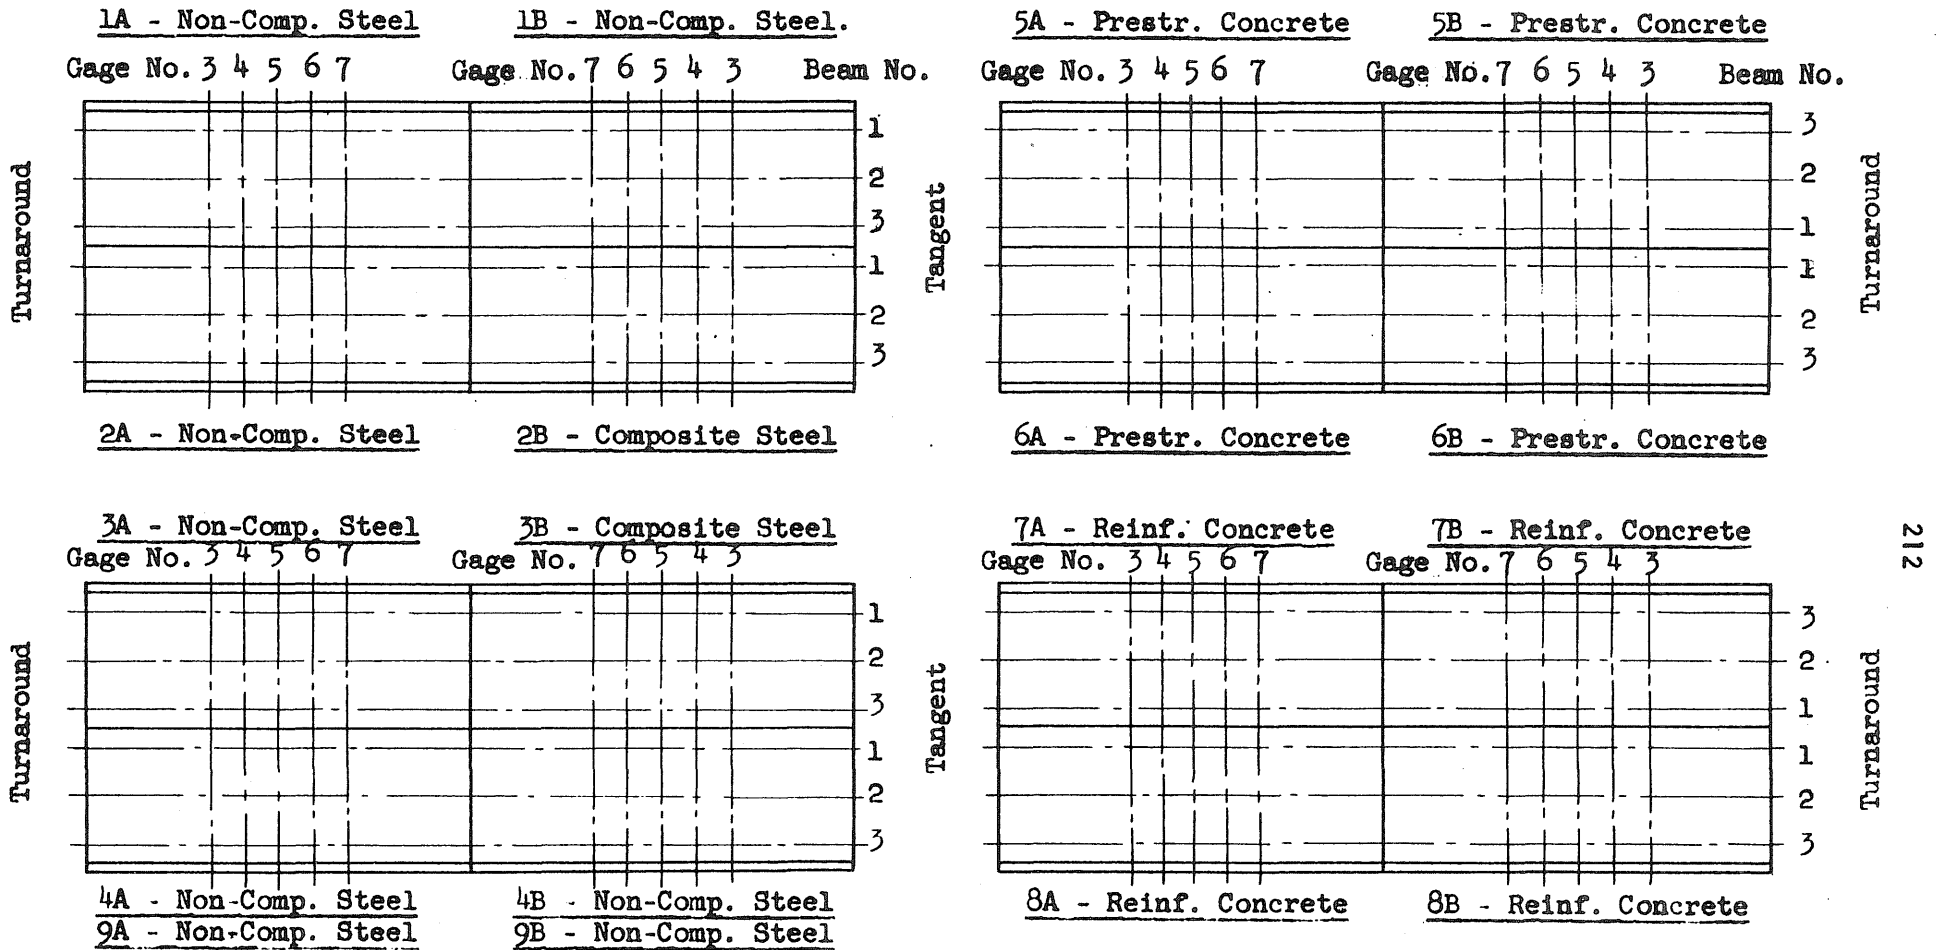 1A - Non-Comp. Steel
1B - Non-Comp. Steel.
Gage No. 3 4 5 6 7
Gage No. 7 6 5 4 3
Beam No.
Turnaround
1
2
3
1
2
3
Tangent
2A - Non-Comp. Steel
2B - Composite Steel
5A - Prestr. Concrete
5B - Prestr. Concrete
Gage No. 3 4 5 6 7
Gage No. 7 6 5 4 3
Beam No.
3
2
1
1
2
3
Turnaround
6A - Prestr. Concrete
6B - Prestr. Concrete
3A - Non-Comp. Steel
3B - Composite Steel
Gage No. 3 4 5 6 7
Gage No. 7 6 5 4 3
Turnaround
1
2
3
1
2
3
Tangent
4A - Non-Comp. Steel
4B - Non-Comp. Steel
9A - Non-Comp. Steel
9B - Non-Comp. Steel
7A - Reinf. Concrete
7B - Reinf. Concrete
Gage No. 3 4 5 6 7
Gage No. 7 6 5 4 3
3
2
1
1
2
3
Turnaround
8A - Reinf. Concrete
8B - Reinf. Concrete
212